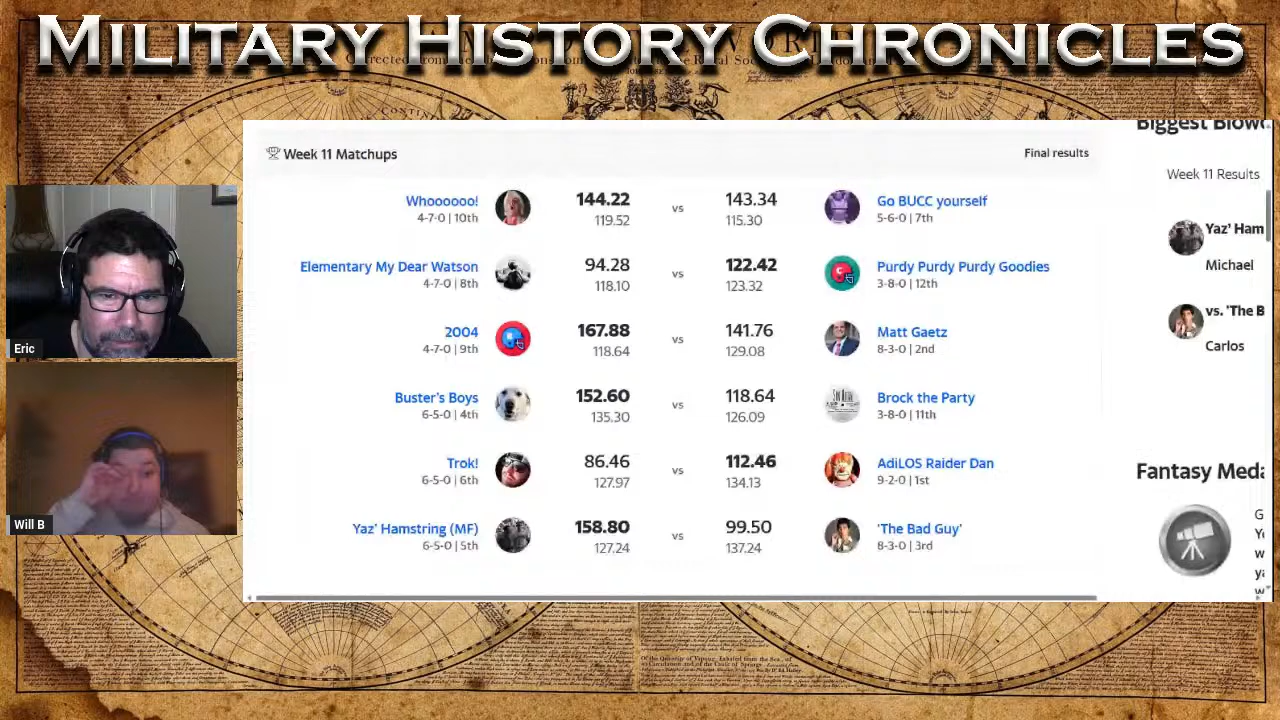 MILITARY HISTORY CHRONICLES
Week 11 Matchups
Final results
Whoooooo!
4-7-0 | 10th
144.22
119.52
vs
143.34
115.30
Go BUCC yourself
5-6-0 | 7th
Elementary My Dear Watson
4-7-0 | 8th
94.28
118.10
vs
122.42
123.32
Purdy Purdy Purdy Goodies
3-8-0 | 12th
2004
4-7-0 | 9th
167.88
118.64
vs
141.76
129.08
Matt Gaetz
8-3-0 | 2nd
Buster's Boys
6-5-0 | 4th
152.60
135.30
vs
118.64
126.09
Brock the Party
3-8-0 | 11th
Trok!
6-5-0 | 6th
86.46
127.97
vs
112.46
134.13
AdiLOS Raider Dan
9-2-0 | 1st
Yaz' Hamstring (MF)
6-5-0 | 5th
158.80
127.24
vs
99.50
137.24
'The Bad Guy'
8-3-0 | 3rd
Biggest Blow
Week 11 Results
Yaz' Ham
Michael
vs. 'The B
Carlos
Fantasy Meda
G
Y
w
y
w
Eric
Will B